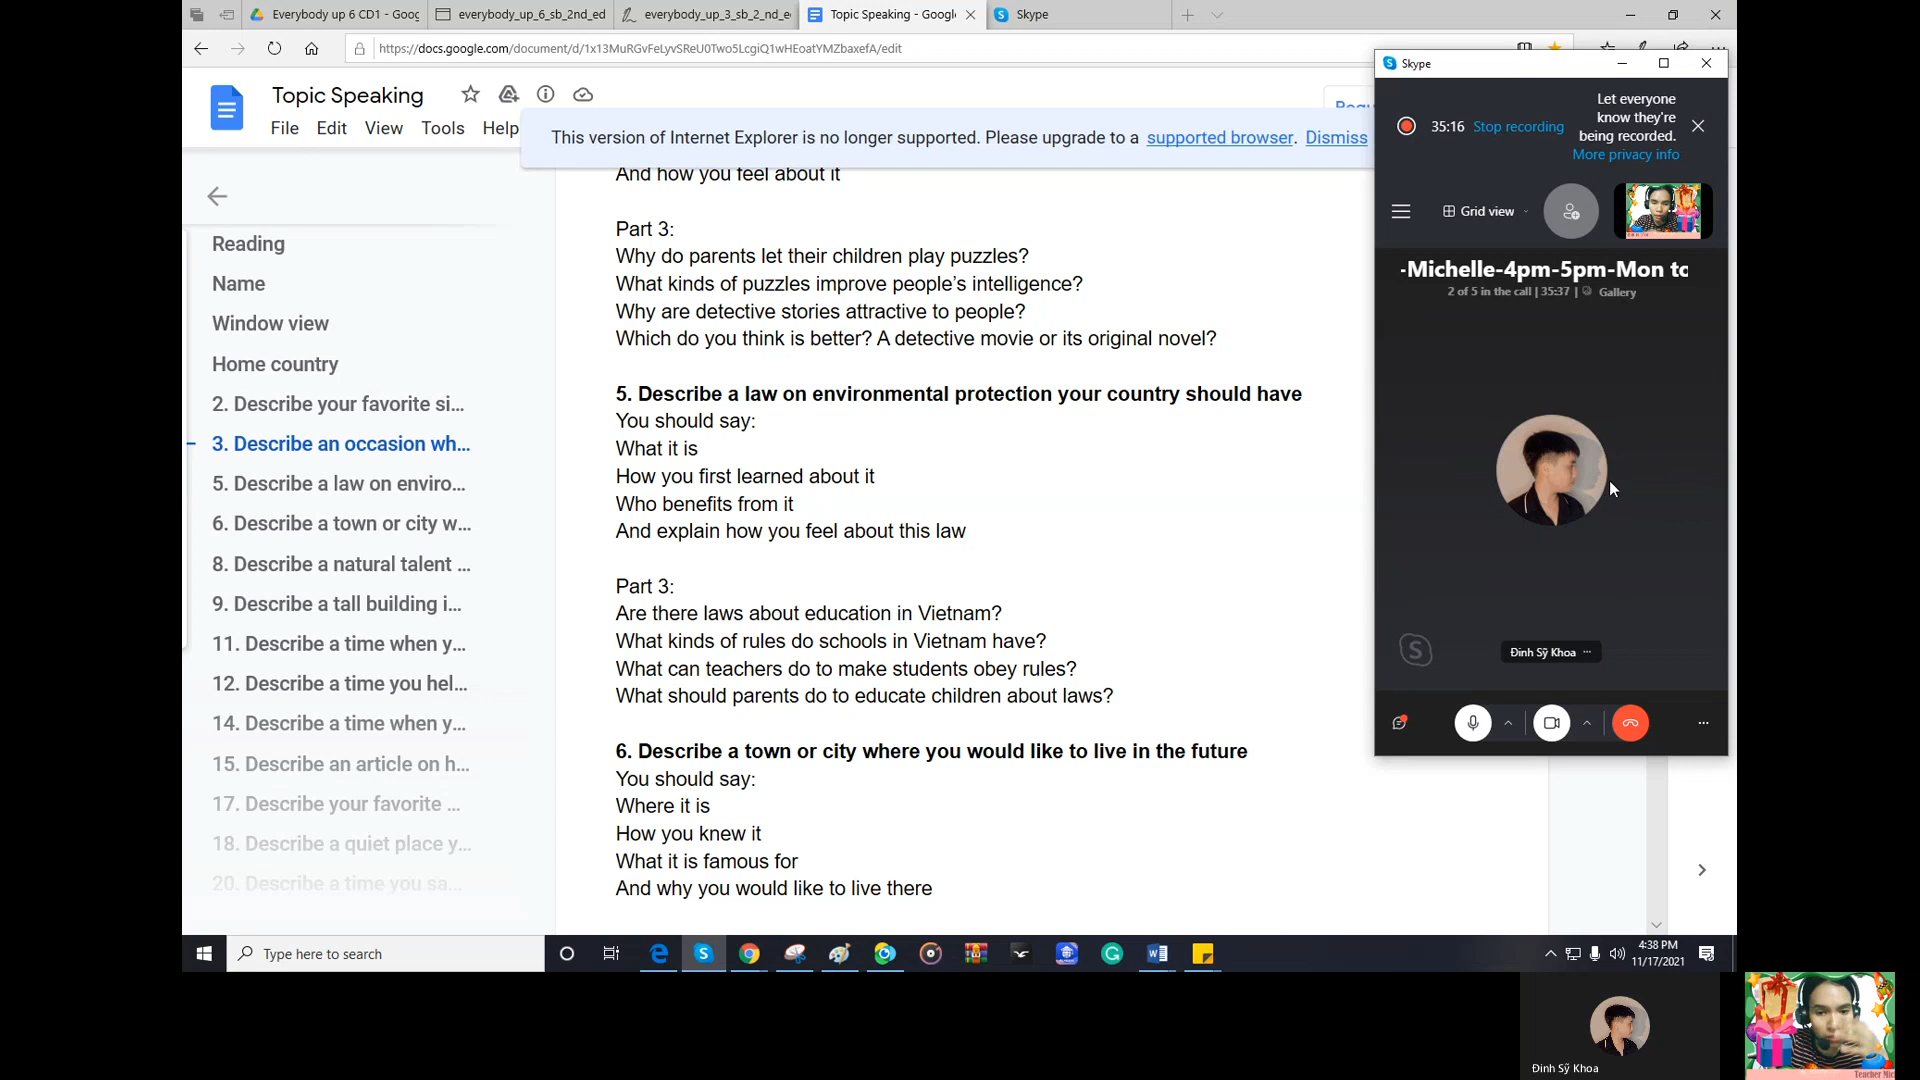 Everybody up 6 CD1 - Goog
everybody_up_6_sb_2nd_ed
everybody_up_3_sb_2_nd_e
Topic Speaking - Google
Skype
https://docs.google.com/document/d/1x13MuRGvFeLyvSReU0Two5LcgiQ1wHEoatYMZbaxefA/edit
Topic Speaking
File Edit View Tools Help
This version of Internet Explorer is no longer supported. Please upgrade to a supported browser. Dismiss
Reading
Name
Window view
Home country
2. Describe your favorite si...
3. Describe an occasion wh...
5. Describe a law on enviro...
6. Describe a town or city w...
8. Describe a natural talent ...
9. Describe a tall building i...
11. Describe a time when y...
12. Describe a time you hel...
14. Describe a time when y...
15. Describe an article on h...
17. Describe your favorite ...
18. Describe a quiet place y...
20. Describe a time you sa...
And how you feel about it
Part 3:
Why do parents let their children play puzzles?
What kinds of puzzles improve people's intelligence?
Why are detective stories attractive to people?
Which do you think is better? A detective movie or its original novel?
5. Describe a law on environmental protection your country should have
You should say:
What it is
How you first learned about it
Who benefits from it
And explain how you feel about this law
Part 3:
Are there laws about education in Vietnam?
What kinds of rules do schools in Vietnam have?
What can teachers do to make students obey rules?
What should parents do to educate children about laws?
6. Describe a town or city where you would like to live in the future
You should say:
Where it is
How you knew it
What it is famous for
And why you would like to live there
Skype
35:16 Stop recording
Let everyone
know they're
being recorded.
More privacy info
Grid view
-Michelle-4pm-5pm-Mon to
2 of 5 in the call | 35:37 | Gallery
Đinh Sỹ Khoa ...
Type here to search
4:38 PM
11/17/2021
Đinh Sỹ Khoa